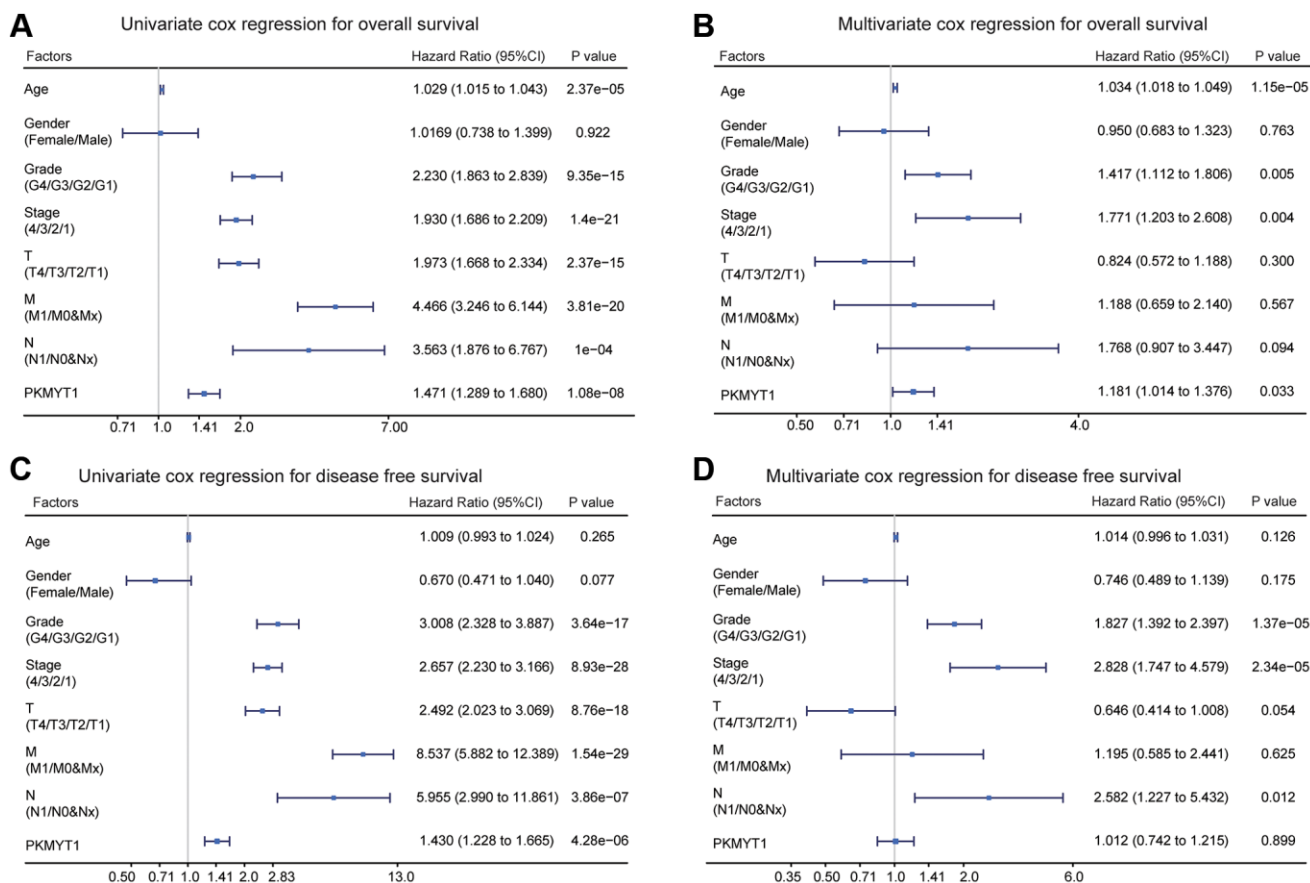 A
Univariate cox regression for overall survival
Factors Hazard Ratio (95%CI) P value
Age 1.029 (1.015 to 1.043) 2.37e−05
Gender
(Female/Male) 1.0169 (0.738 to 1.399) 0.922
Grade
(G4/G3/G2/G1) 2.230 (1.863 to 2.839) 9.35e−15
Stage
(4/3/2/1) 1.930 (1.686 to 2.209) 1.4e−21
T
(T4/T3/T2/T1) 1.973 (1.668 to 2.334) 2.37e−15
M
(M1/M0&Mx) 4.466 (3.246 to 6.144) 3.81e−20
N
(N1/N0&Nx) 3.563 (1.876 to 6.767) 1e−04
PKMYT1 1.471 (1.289 to 1.680) 1.08e−08
0.71 1.0 1.41 2.0 7.00
B
Multivariate cox regression for overall survival
Factors Hazard Ratio (95%CI) P value
Age 1.034 (1.018 to 1.049) 1.15e−05
Gender
(Female/Male) 0.950 (0.683 to 1.323) 0.763
Grade
(G4/G3/G2/G1) 1.417 (1.112 to 1.806) 0.005
Stage
(4/3/2/1) 1.771 (1.203 to 2.608) 0.004
T
(T4/T3/T2/T1) 0.824 (0.572 to 1.188) 0.300
M
(M1/M0&Mx) 1.188 (0.659 to 2.140) 0.567
N
(N1/N0&Nx) 1.768 (0.907 to 3.447) 0.094
PKMYT1 1.181 (1.014 to 1.376) 0.033
0.50 0.71 1.0 1.41 4.0
C
Univariate cox regression for disease free survival
Factors Hazard Ratio (95%CI) P value
Age 1.009 (0.993 to 1.024) 0.265
Gender
(Female/Male) 0.670 (0.471 to 1.040) 0.077
Grade
(G4/G3/G2/G1) 3.008 (2.328 to 3.887) 3.64e−17
Stage
(4/3/2/1) 2.657 (2.230 to 3.166) 8.93e−28
T
(T4/T3/T2/T1) 2.492 (2.023 to 3.069) 8.76e−18
M
(M1/M0&Mx) 8.537 (5.882 to 12.389) 1.54e−29
N
(N1/N0&Nx) 5.955 (2.990 to 11.861) 3.86e−07
PKMYT1 1.430 (1.228 to 1.665) 4.28e−06
0.50 0.71 1.0 1.41 2.0 2.83 13.0
D
Multivariate cox regression for disease free survival
Factors Hazard Ratio (95%CI) P value
Age 1.014 (0.996 to 1.031) 0.126
Gender
(Female/Male) 0.746 (0.489 to 1.139) 0.175
Grade
(G4/G3/G2/G1) 1.827 (1.392 to 2.397) 1.37e−05
Stage
(4/3/2/1) 2.828 (1.747 to 4.579) 2.34e−05
T
(T4/T3/T2/T1) 0.646 (0.414 to 1.008) 0.054
M
(M1/M0&Mx) 1.195 (0.585 to 2.441) 0.625
N
(N1/N0&Nx) 2.582 (1.227 to 5.432) 0.012
PKMYT1 1.012 (0.742 to 1.215) 0.899
0.35 0.50 0.71 1.0 1.41 2.0 6.0